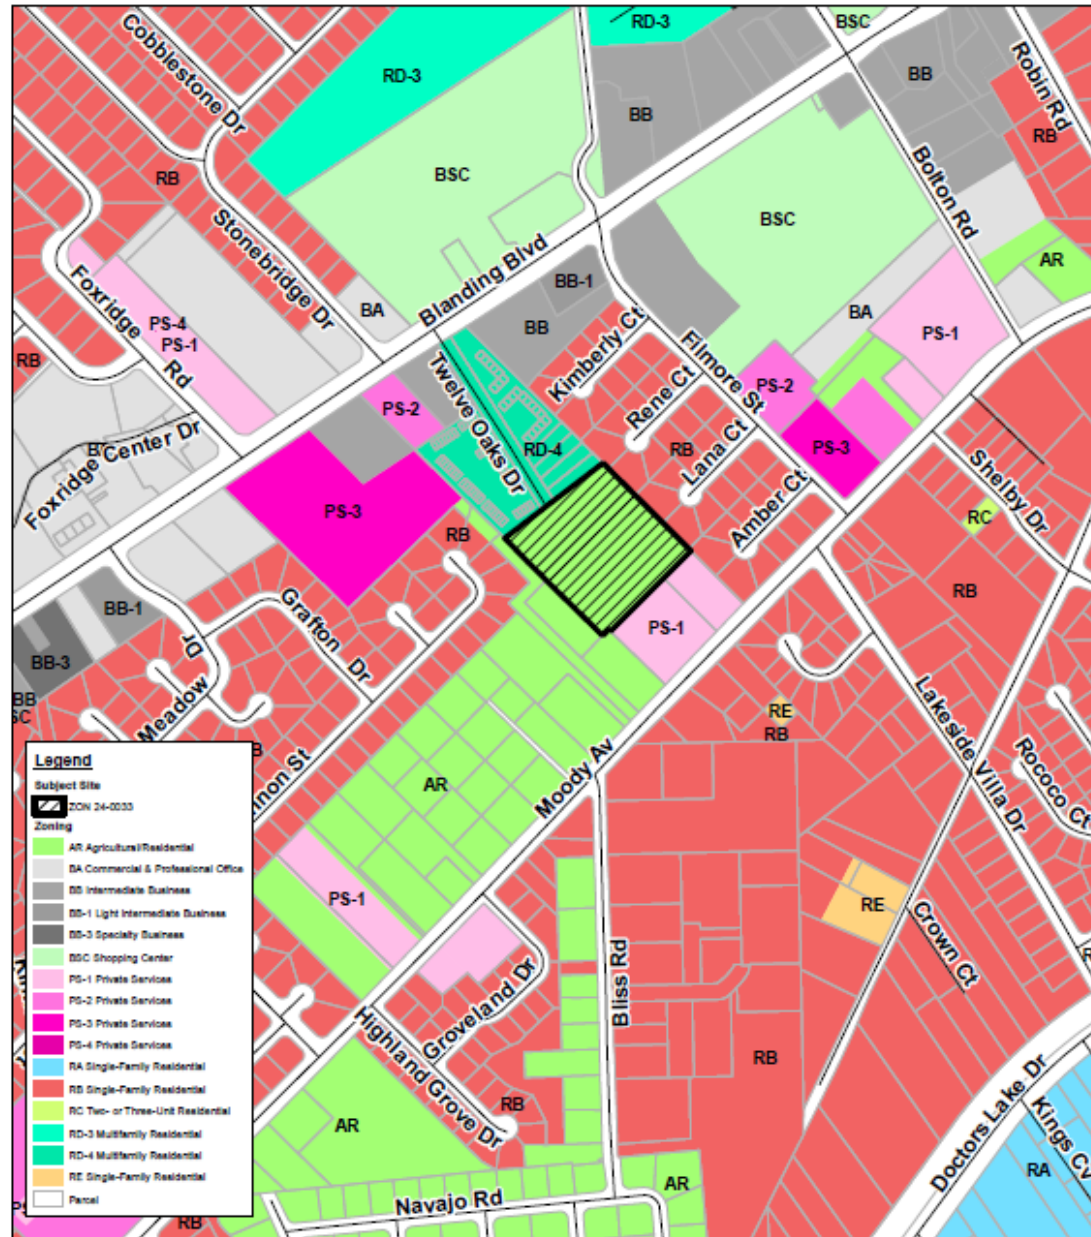 BSC
RD-3
Cobblestone Dr
Robin Rd
BB
RD-3
BB
RB
BSC
RB
Bolton Rd
BSC
Stonebridge Dr
AR
Foxridge Rd
BB-1
Blanding Blvd
BA
PS-4
BA
PS-1
BB
Kimberly Ct
Filmore St
PS-1
RB
Twelve Oaks Dr
PS-2
PS-2
Rene Ct
Foxridge Center Dr
RD-4
RB
Lana Ct
PS-3
Shelby Dr
PS-3
Amber Ct
RC
RB
RB
BB-1
Grafton Dr
PS-1
BB-3
Dr
Meadow
BB
SC
RE
RB
Lakeside Villa Dr
Rococo Ct
AR
Moody Av
PS-1
RE
Crown Ct
Bliss Rd
Groveland Dr
Highland Grove Dr
RB
RB
AR
Doctors Lake Dr
Kings Cv
RA
AR
Navajo Rd
RB
Legend
Subject Site
ZON 24-0033
Zoning
AR Agricultural/Residential
BA Commercial & Professional Office
BB Intermediate Business
BB-1 Light Intermediate Business
BB-3 Specialty Business
BSC Shopping Center
PS-1 Private Services
PS-2 Private Services
PS-3 Private Services
PS-4 Private Services
RA Single-Family Residential
RB Single-Family Residential
RC Two- or Three-Unit Residential
RD-3 Multifamily Residential
RD-4 Multifamily Residential
RE Single-Family Residential
Parcel